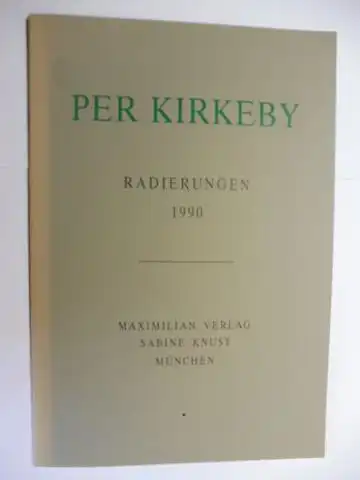 PER KIRKEBY
RADIERUNGEN
1990
MAXIMILIAN VERLAG
SABINE KNUST
MÜNCHEN